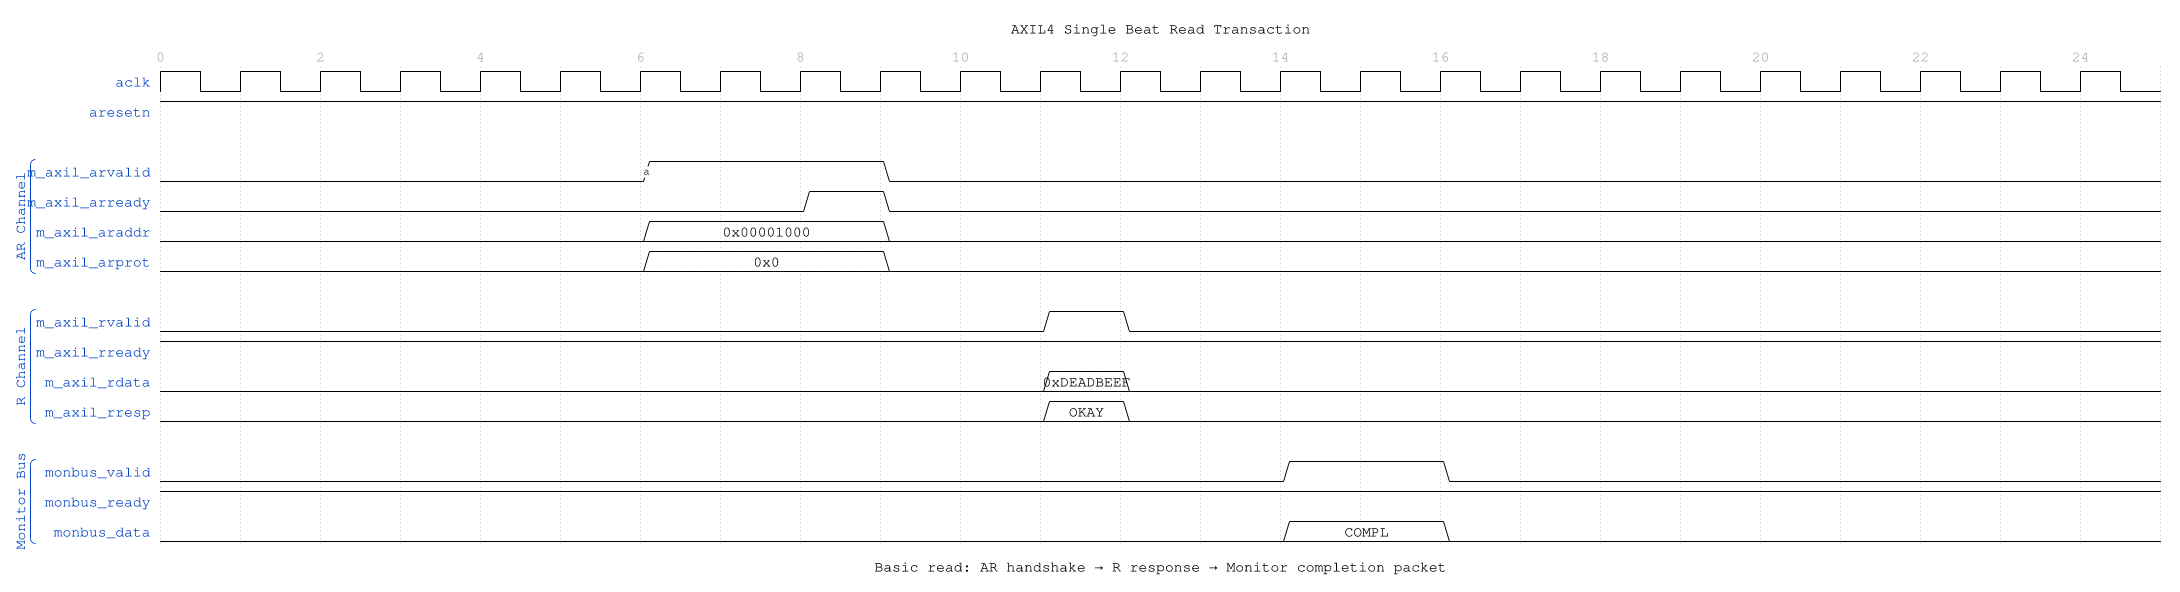 AXIL4 Single Beat Read Transaction
0 2 4 6 8 10 12 14 16 18 20 22 24
aclk
aresetn
AR Channel
m_axil_arvalid a
m_axil_arready
m_axil_araddr 0x00001000
m_axil_arprot 0x0
R Channel
m_axil_rvalid
m_axil_rready
m_axil_rdata 0xDEADBEEF
m_axil_rresp OKAY
Monitor Bus
monbus_valid
monbus_ready
monbus_data COMPL
Basic read: AR handshake → R response → Monitor completion packet